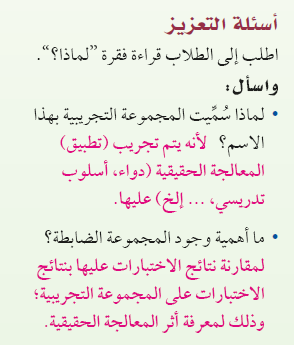 أسئلة التعزيز
اطلب إلى الطلاب قراءة فقرة ”لماذا؟“.
واسأل:
• لماذا سُمِّيت المجموعة التجريبية بهذا
الاسم؟ لأنه يتم تجريب (تطبيق)
المعالجة الحقيقية (دواء، أسلوب
تدريسي، ... إلخ) عليها.
• ما أهمية وجود المجموعة الضابطة؟
لمقارنة نتائج الاختبارات عليها بنتائج
الاختبارات على المجموعة التجريبية؛
وذلك لمعرفة أثر المعالجة الحقيقية.